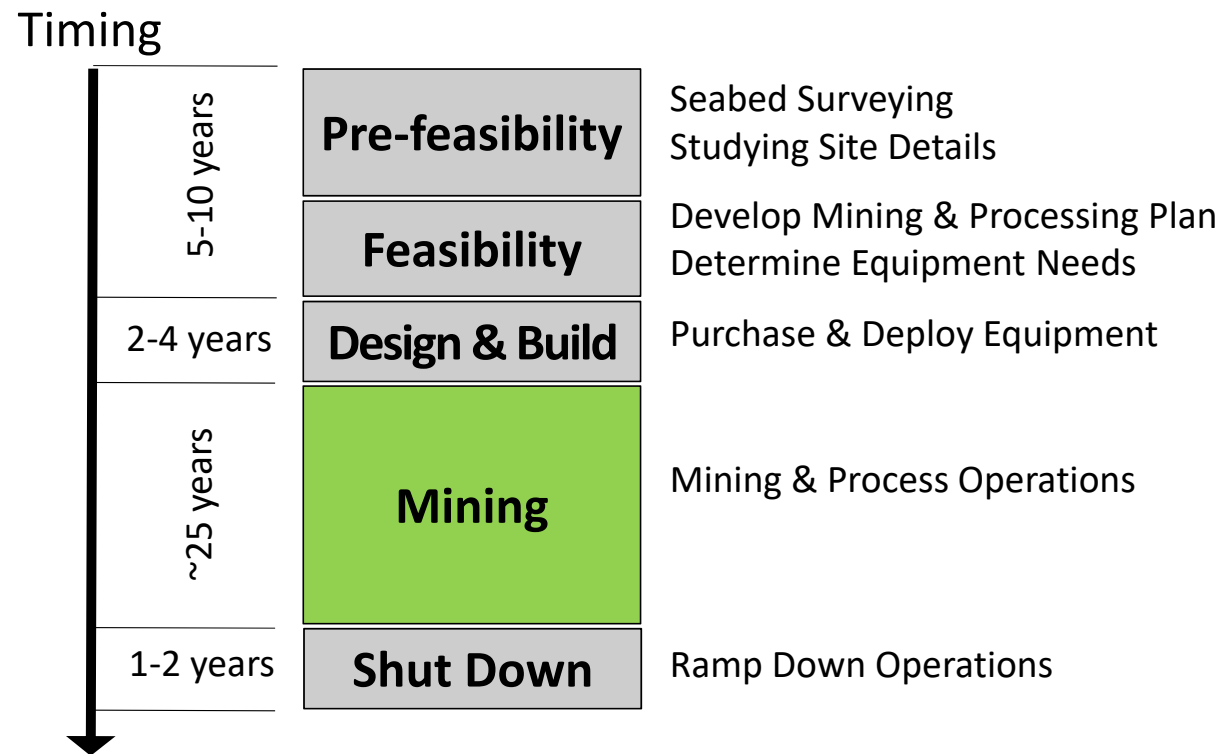 Timing
5-10 years
Pre-feasibility
Seabed Surveying
Studying Site Details
Feasibility
Develop Mining & Processing Plan
Determine Equipment Needs
2-4 years
Design & Build
Purchase & Deploy Equipment
~25 years
Mining
Mining & Process Operations
1-2 years
Shut Down
Ramp Down Operations